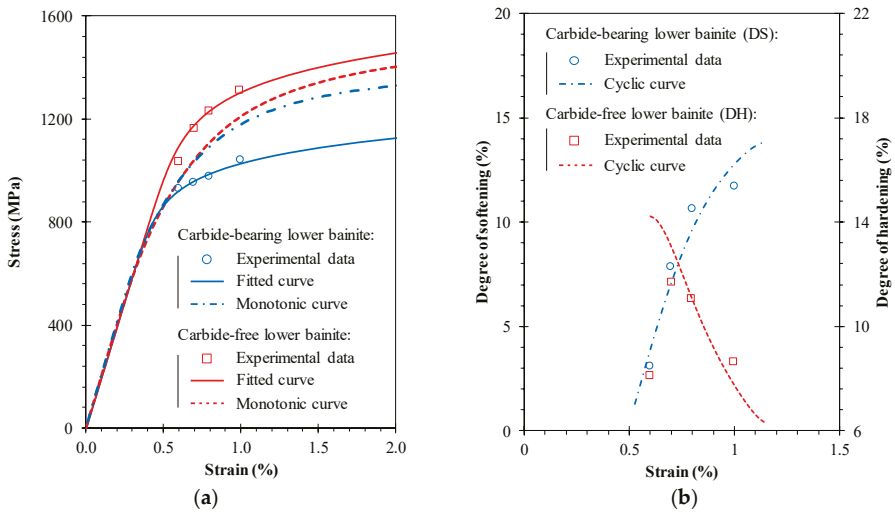 1600
1200
800
400
0
0.0
0.5
1.0
1.5
2.0
Stress (MPa)
Strain (%)
Carbide-bearing lower bainite:
Experimental data
Fitted curve
Monotonic curve
Carbide-free lower bainite:
Experimental data
Fitted curve
Monotonic curve
(a)
20
15
10
5
0
0
0.5
1
1.5
22
18
14
10
6
Degree of softening (%)
Degree of hardening (%)
Strain (%)
Carbide-bearing lower bainite (DS):
Experimental data
Cyclic curve
Carbide-free lower bainite (DH):
Experimental data
Cyclic curve
(b)